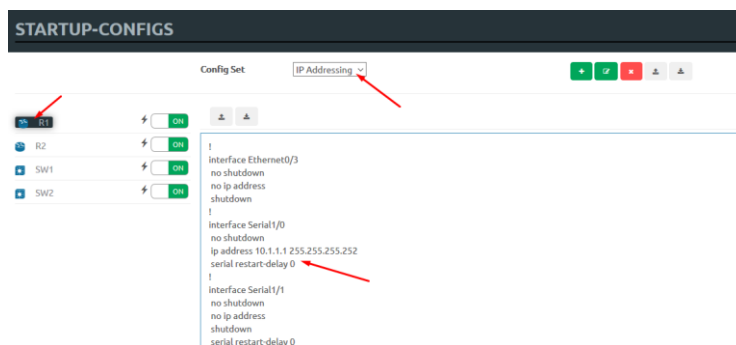 STARTUP-CONFIGS
Config Set IP Addressing
R1 ON
R2 ON
SW1 ON
SW2 ON
!
interface Ethernet0/3
no shutdown
no ip address
shutdown
!
interface Serial1/0
no shutdown
ip address 10.1.1.1 255.255.255.252
serial restart-delay 0
!
interface Serial1/1
no shutdown
no ip address
shutdown
serial restart-delay 0